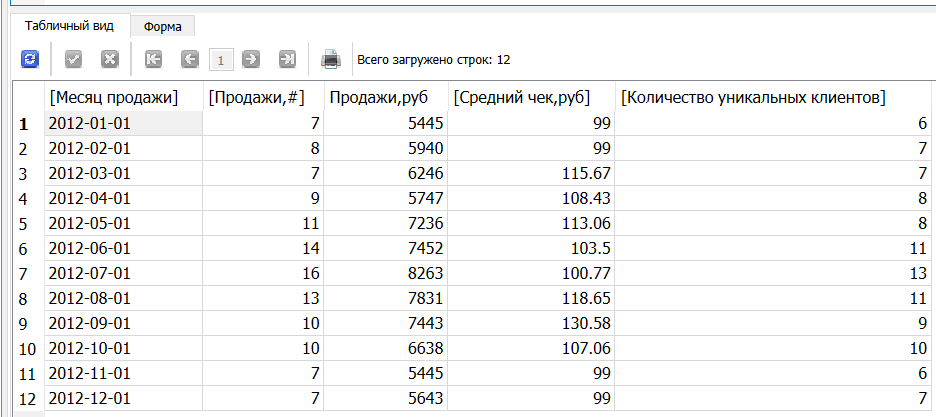 Табличный вид Форма
1 Всего загружено строк: 12
[Месяц продажи] [Продажи,#] Продажи,руб [Средний чек,руб] [Количество уникальных клиентов]
1 2012-01-01 7 5445 99 6
2 2012-02-01 8 5940 99 7
3 2012-03-01 7 6246 115.67 7
4 2012-04-01 9 5747 108.43 8
5 2012-05-01 11 7236 113.06 8
6 2012-06-01 14 7452 103.5 11
7 2012-07-01 16 8263 100.77 13
8 2012-08-01 13 7831 118.65 11
9 2012-09-01 10 7443 130.58 9
10 2012-10-01 10 6638 107.06 10
11 2012-11-01 7 5445 99 6
12 2012-12-01 7 5643 99 7